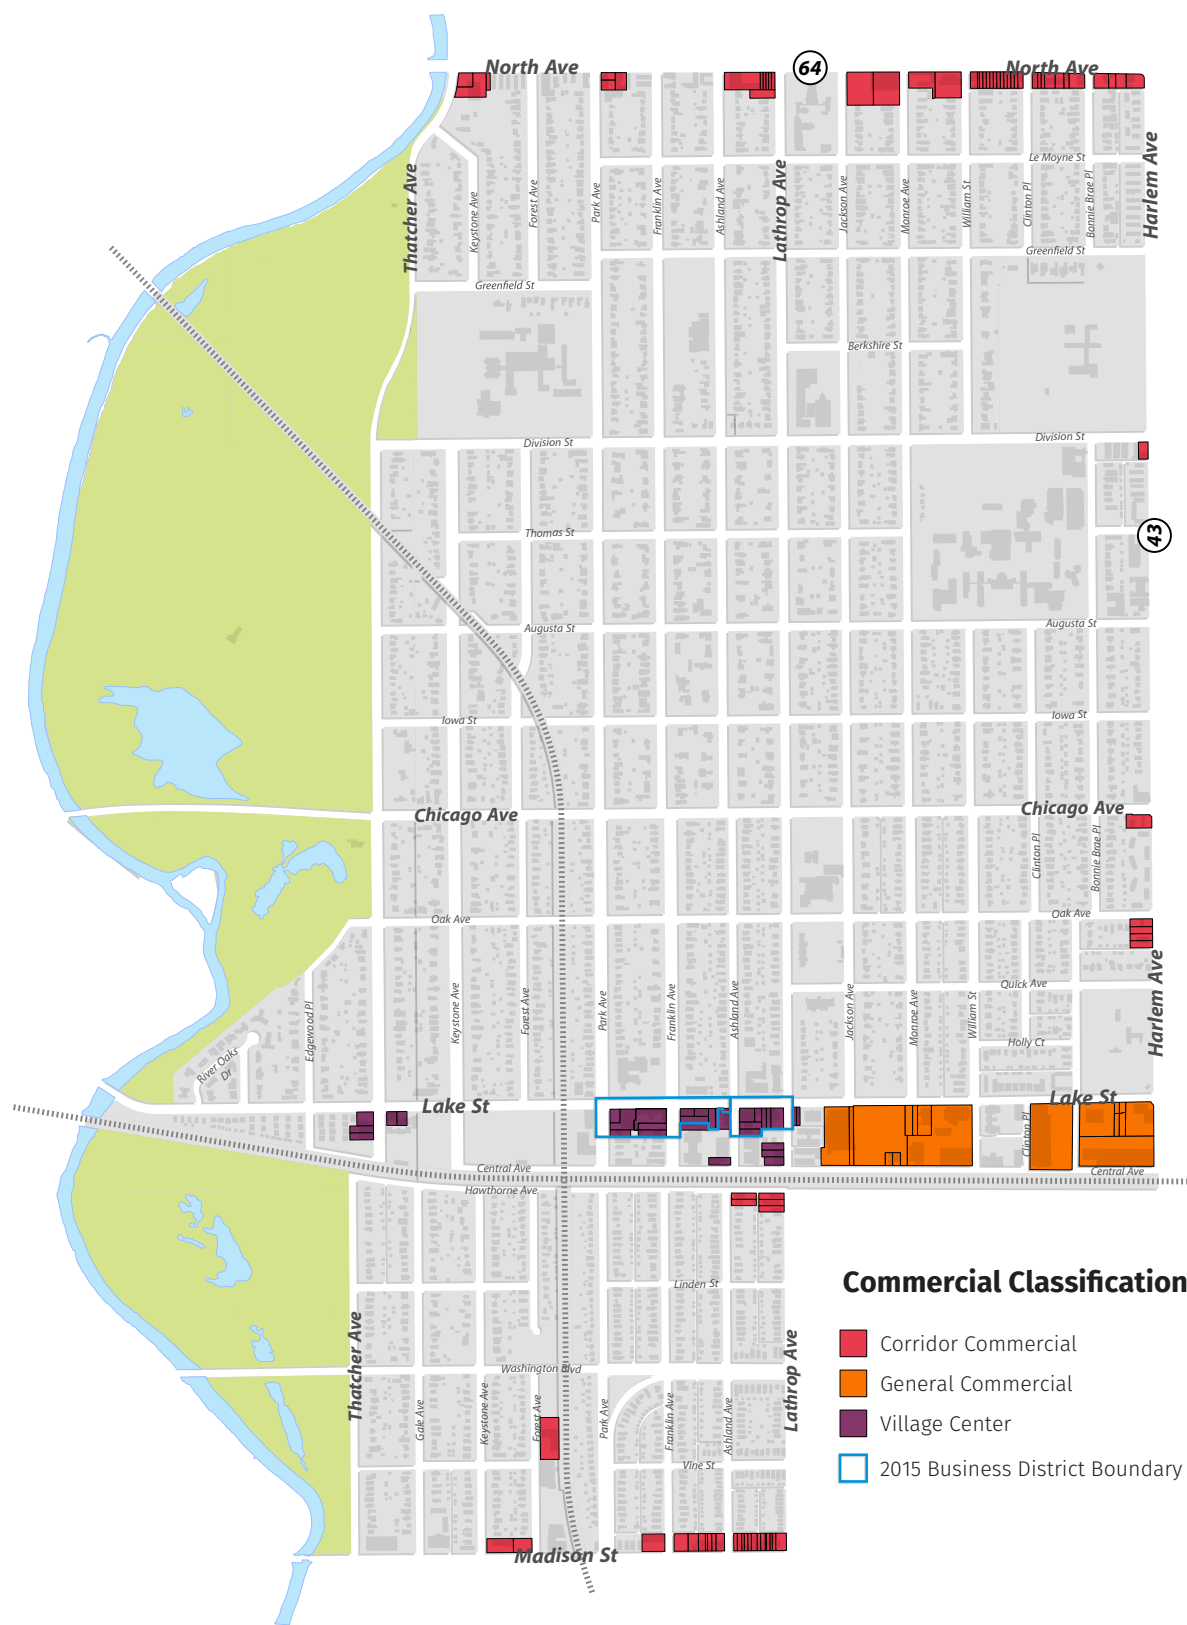 North Ave
64
North Ave
Le Moyne St
Harlem Ave
Thatcher Ave
Keystone Ave
Forest Ave
Park Ave
Franklin Ave
Ashland Ave
Lathrop Ave
Jackson Ave
Monroe Ave
William St
Clinton Pl
Bonnie Brae Pl
Greenfield St
Greenfield St
Berkshire St
Division St
Division St
Thomas St
43
Augusta St
Augusta St
Iowa St
Iowa St
Chicago Ave
Chicago Ave
Clinton Pl
Bonnie Brae Pl
Oak Ave
Oak Ave
Harlem Ave
Quick Ave
Edgewood Pl
Keystone Ave
Forest Ave
Park Ave
Franklin Ave
Ashland Ave
Jackson Ave
Monroe Ave
William St
Holly Ct
River Oaks
Dr
Lake St
Lake St
Clinton Pl
Central Ave
Central Ave
Hawthorne Ave
Linden St
Commercial Classification
Corridor Commercial
General Commercial
Village Center
2015 Business District Boundary
Thatcher Ave
Washington Blvd
Lathrop Ave
Gale Ave
Keystone Ave
Forest Ave
Park Ave
Franklin Ave
Ashland Ave
Vine St
Madison St